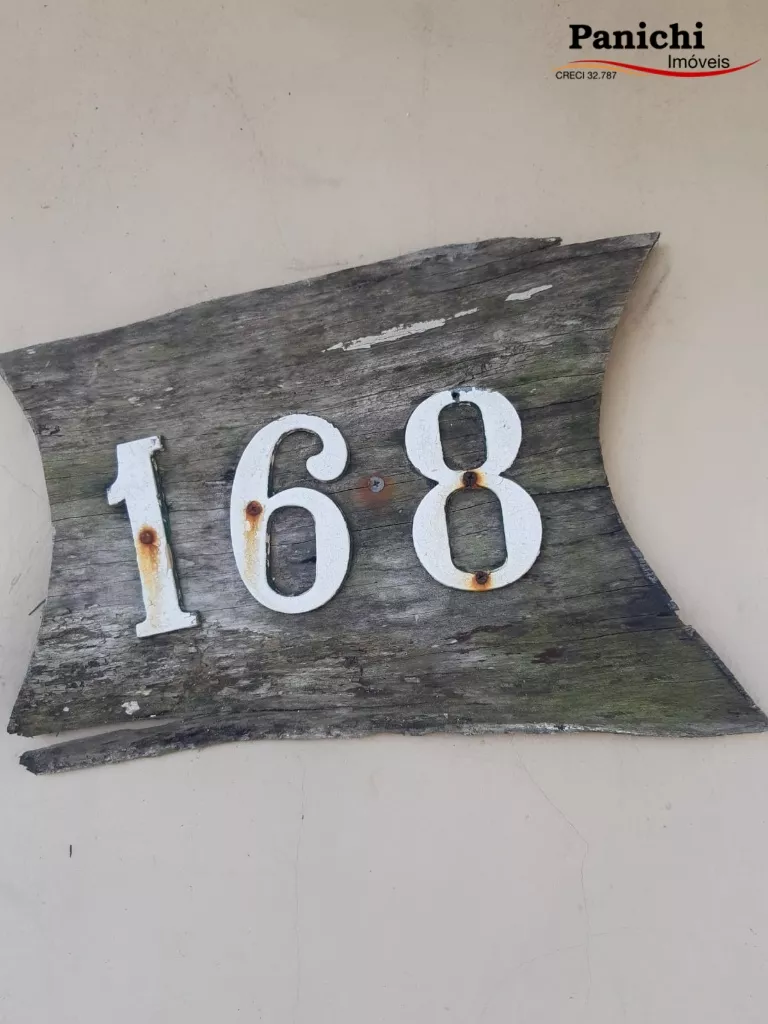 Panichi
Imóveis
CRECI 32.787
168